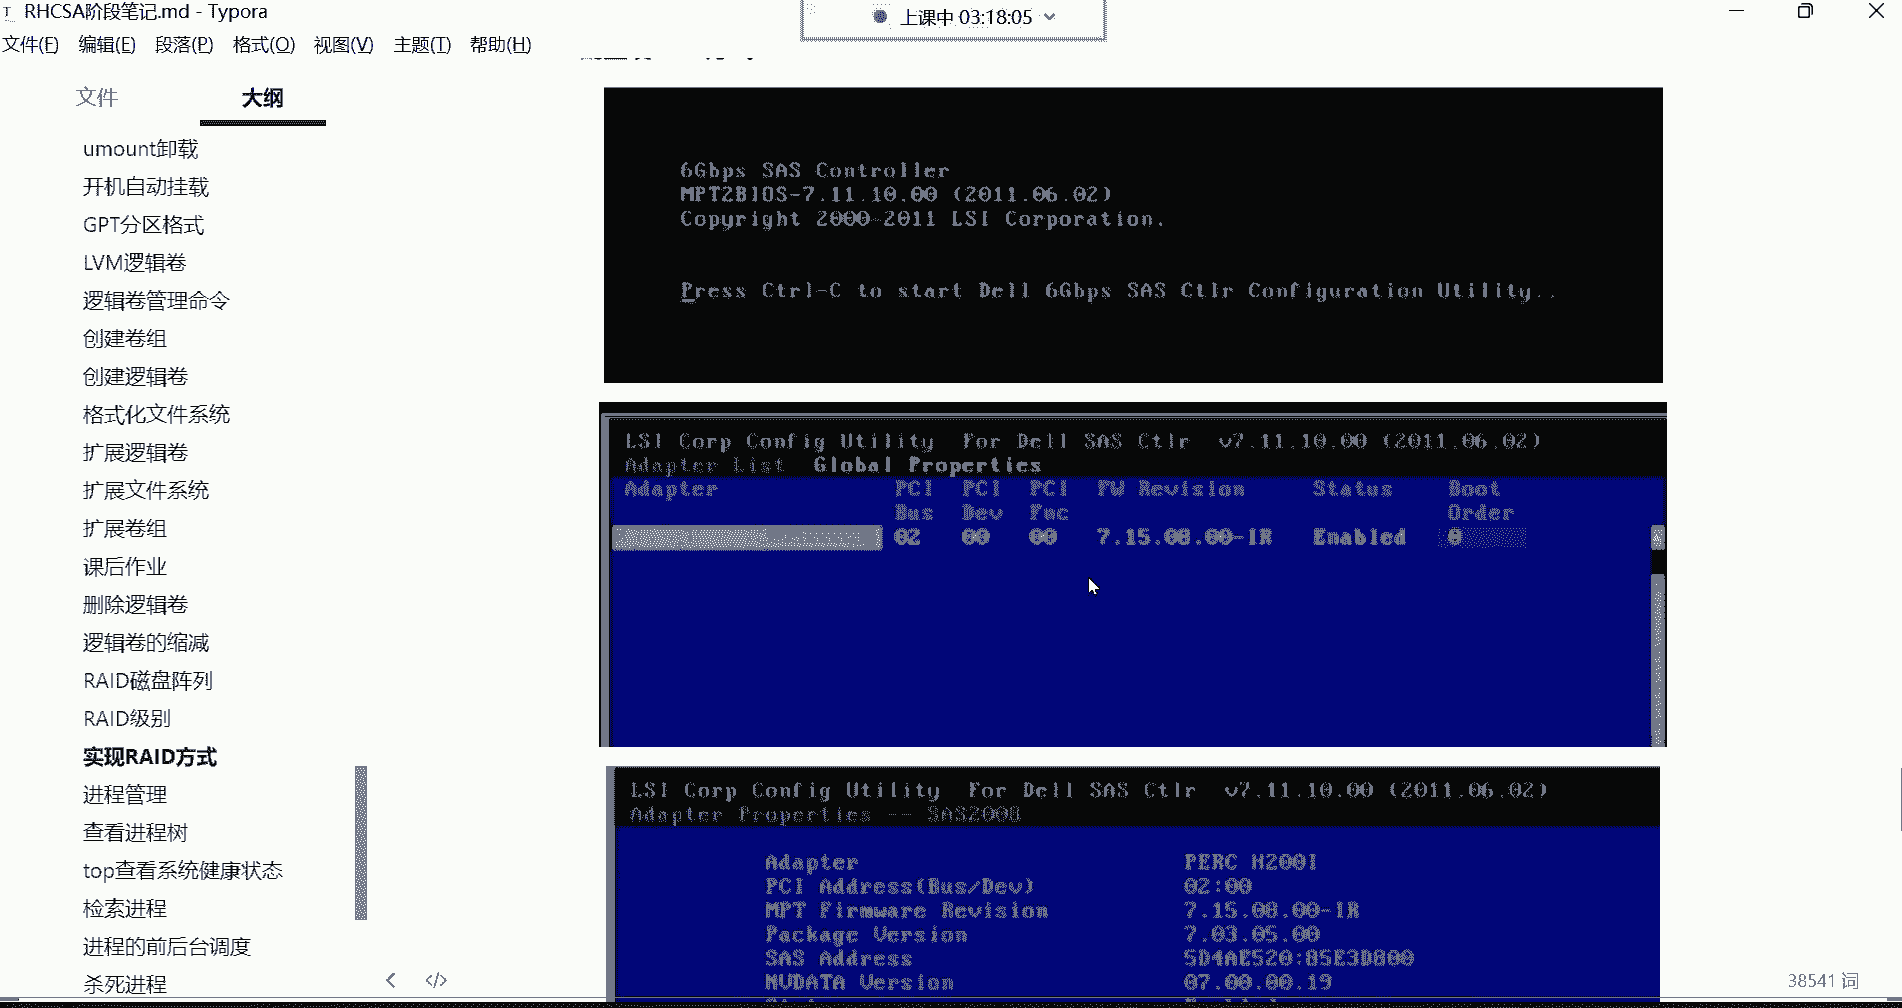 RHCSA阶段笔记.md - Typora
上课中 03:18:05
文件(F) 编辑(E) 段落(P) 格式(O) 视图(V) 主题(T) 帮助(H)
文件 大纲
umount卸载
开机自动挂载
GPT分区格式
LVM逻辑卷
逻辑卷管理命令
创建卷组
创建逻辑卷
格式化文件系统
扩展逻辑卷
扩展文件系统
扩展卷组
课后作业
删除逻辑卷
逻辑卷的缩减
RAID磁盘阵列
RAID级别
实现RAID方式
进程管理
查看进程树
top查看系统健康状态
检索进程
进程的前后台调度
杀死进程
6Gbps SAS Controller
MPT2BIOS-7.11.10.00 (2011.06.02)
Copyright 2000-2011 LSI Corporation.
Press Ctrl-C to start Dell 6Gbps SAS Ctlr Configuration Utility..
LSI Corp Config Utility For Dell SAS Ctlr v7.11.10.00 (2011.06.02)
Adapter List Global Properties
Adapter PCI PCI PCI FW Revision Status Boot
Bus Dev Fnc Order
02 00 00 7.15.08.00-IR Enabled 0
LSI Corp Config Utility For Dell SAS Ctlr v7.11.10.00 (2011.06.02)
Adapter Properties -- SAS2008
Adapter PERC H200I
PCI Address(Bus/Dev) 02:00
MPT Firmware Revision 7.15.08.00-IR
Package Version 7.03.05.00
SAS Address 5D4AE520:85E3D800
NVDATA Version 07.00.00.19
38541 词